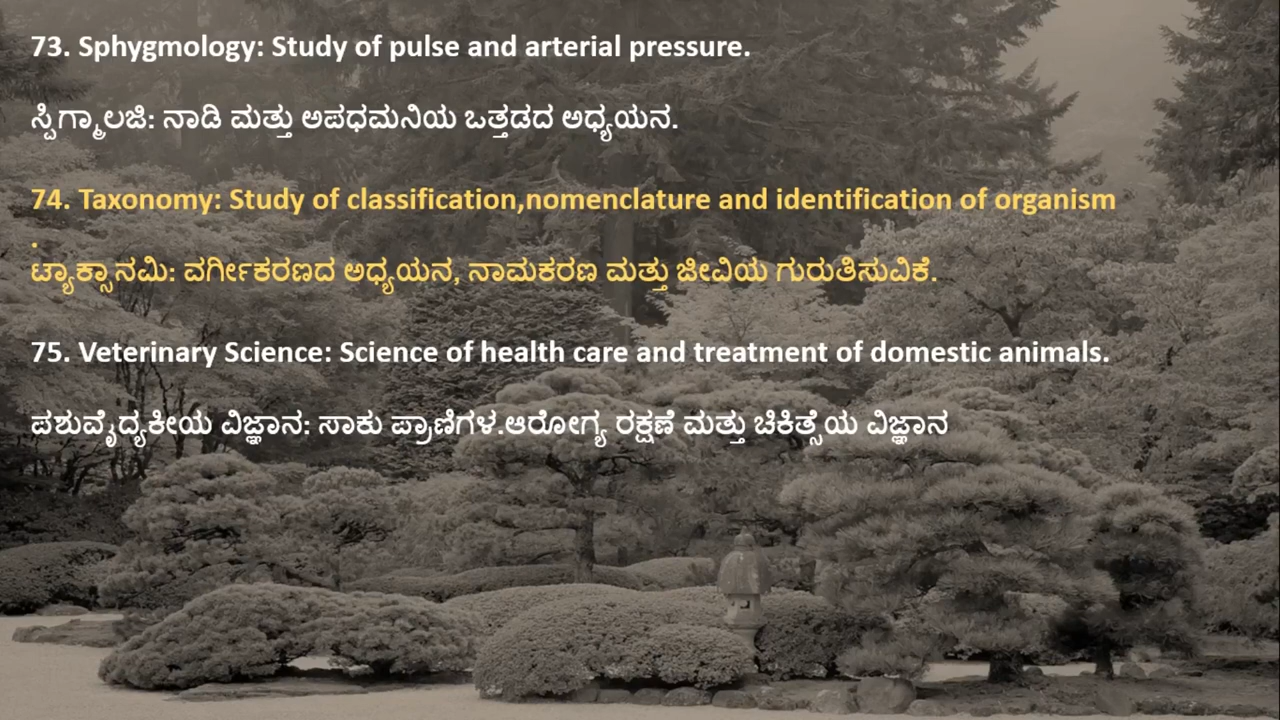 73. Sphygmology: Study of pulse and arterial pressure.
ಸ್ಪಿಗ್ಮಾಲಜಿ: ನಾಡಿ ಮತ್ತು ಅಪಧಮನಿಯ ಒತ್ತಡದ ಅಧ್ಯಯನ.
74. Taxonomy: Study of classification,nomenclature and identification of organism
.
ಟ್ಯಾಕ್ಸಾನಮಿ: ವರ್ಗೀಕರಣದ ಅಧ್ಯಯನ, ನಾಮಕರಣ ಮತ್ತು ಜೀವಿಯ ಗುರುತಿಸುವಿಕೆ.
75. Veterinary Science: Science of health care and treatment of domestic animals.
ಪಶುವೈದ್ಯಕೀಯ ವಿಜ್ಞಾನ: ಸಾಕು ಪ್ರಾಣಿಗಳ.ಆರೋಗ್ಯ ರಕ್ಷಣೆ ಮತ್ತು ಚಿಕಿತ್ಸೆಯ ವಿಜ್ಞಾನ